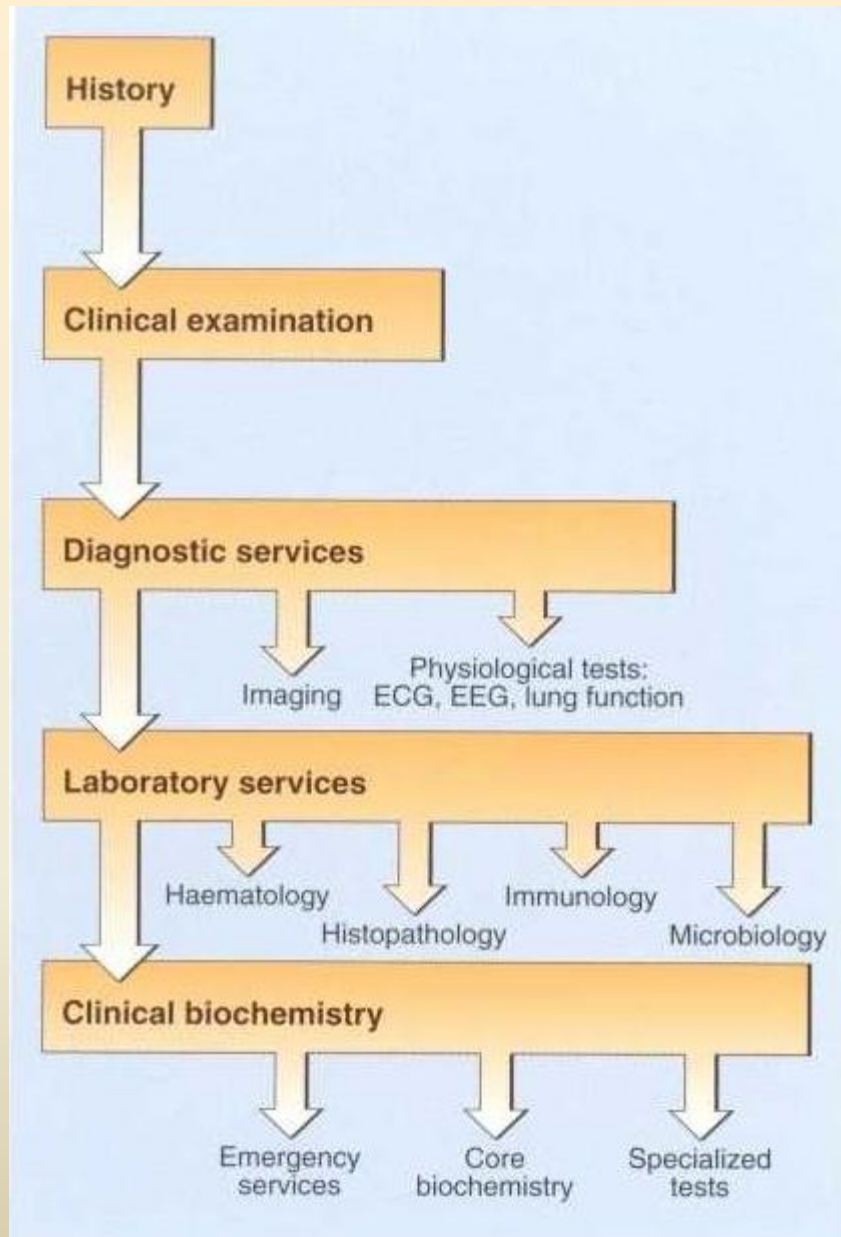 History
Clinical examination
Diagnostic services
Imaging
Physiological tests:
ECG, EEG, lung function
Laboratory services
Haematology
Histopathology
Immunology
Microbiology
Clinical biochemistry
Emergency
services
Core
biochemistry
Specialized
tests